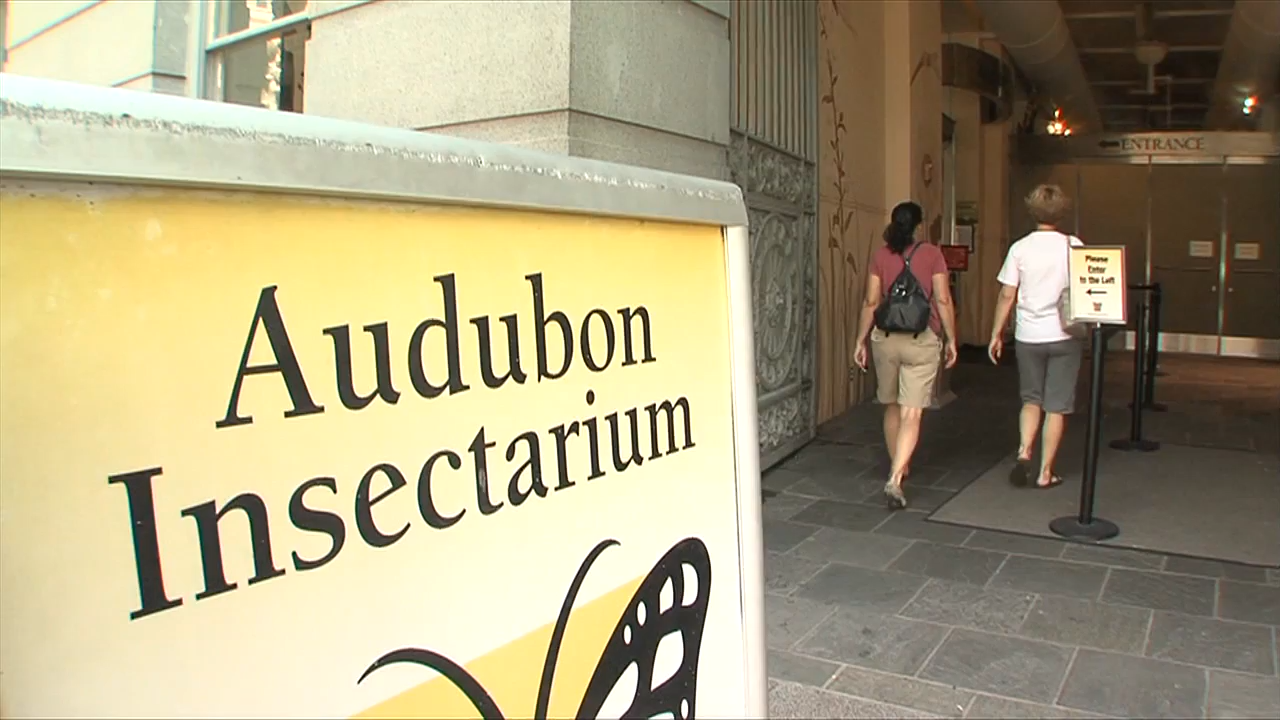 Audubon
Insectarium
ENTRANCE
Please
Enter
to the Left